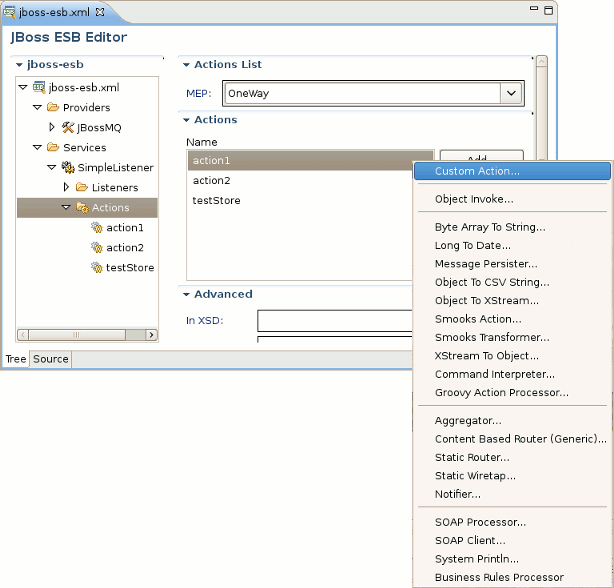 jboss-esb.xml
JBoss ESB Editor
jboss-esb
jboss-esb.xml
Providers
JBossMQ
Services
SimpleListener
Listeners
Actions
action1
action2
testStore
Actions List
MEP: OneWay
Actions
Name
action1
action2
testStore
Add...
Advanced
In XSD:
Tree Source
Custom Action...
Object Invoke...
Byte Array To String...
Long To Date...
Message Persister...
Object To CSV String...
Object To XStream...
Smooks Action...
Smooks Transformer...
XStream To Object...
Command Interpreter...
Groovy Action Processor...
Aggregator...
Content Based Router (Generic)...
Static Router...
Static Wiretap...
Notifier...
SOAP Processor...
SOAP Client...
System Println...
Business Rules Processor